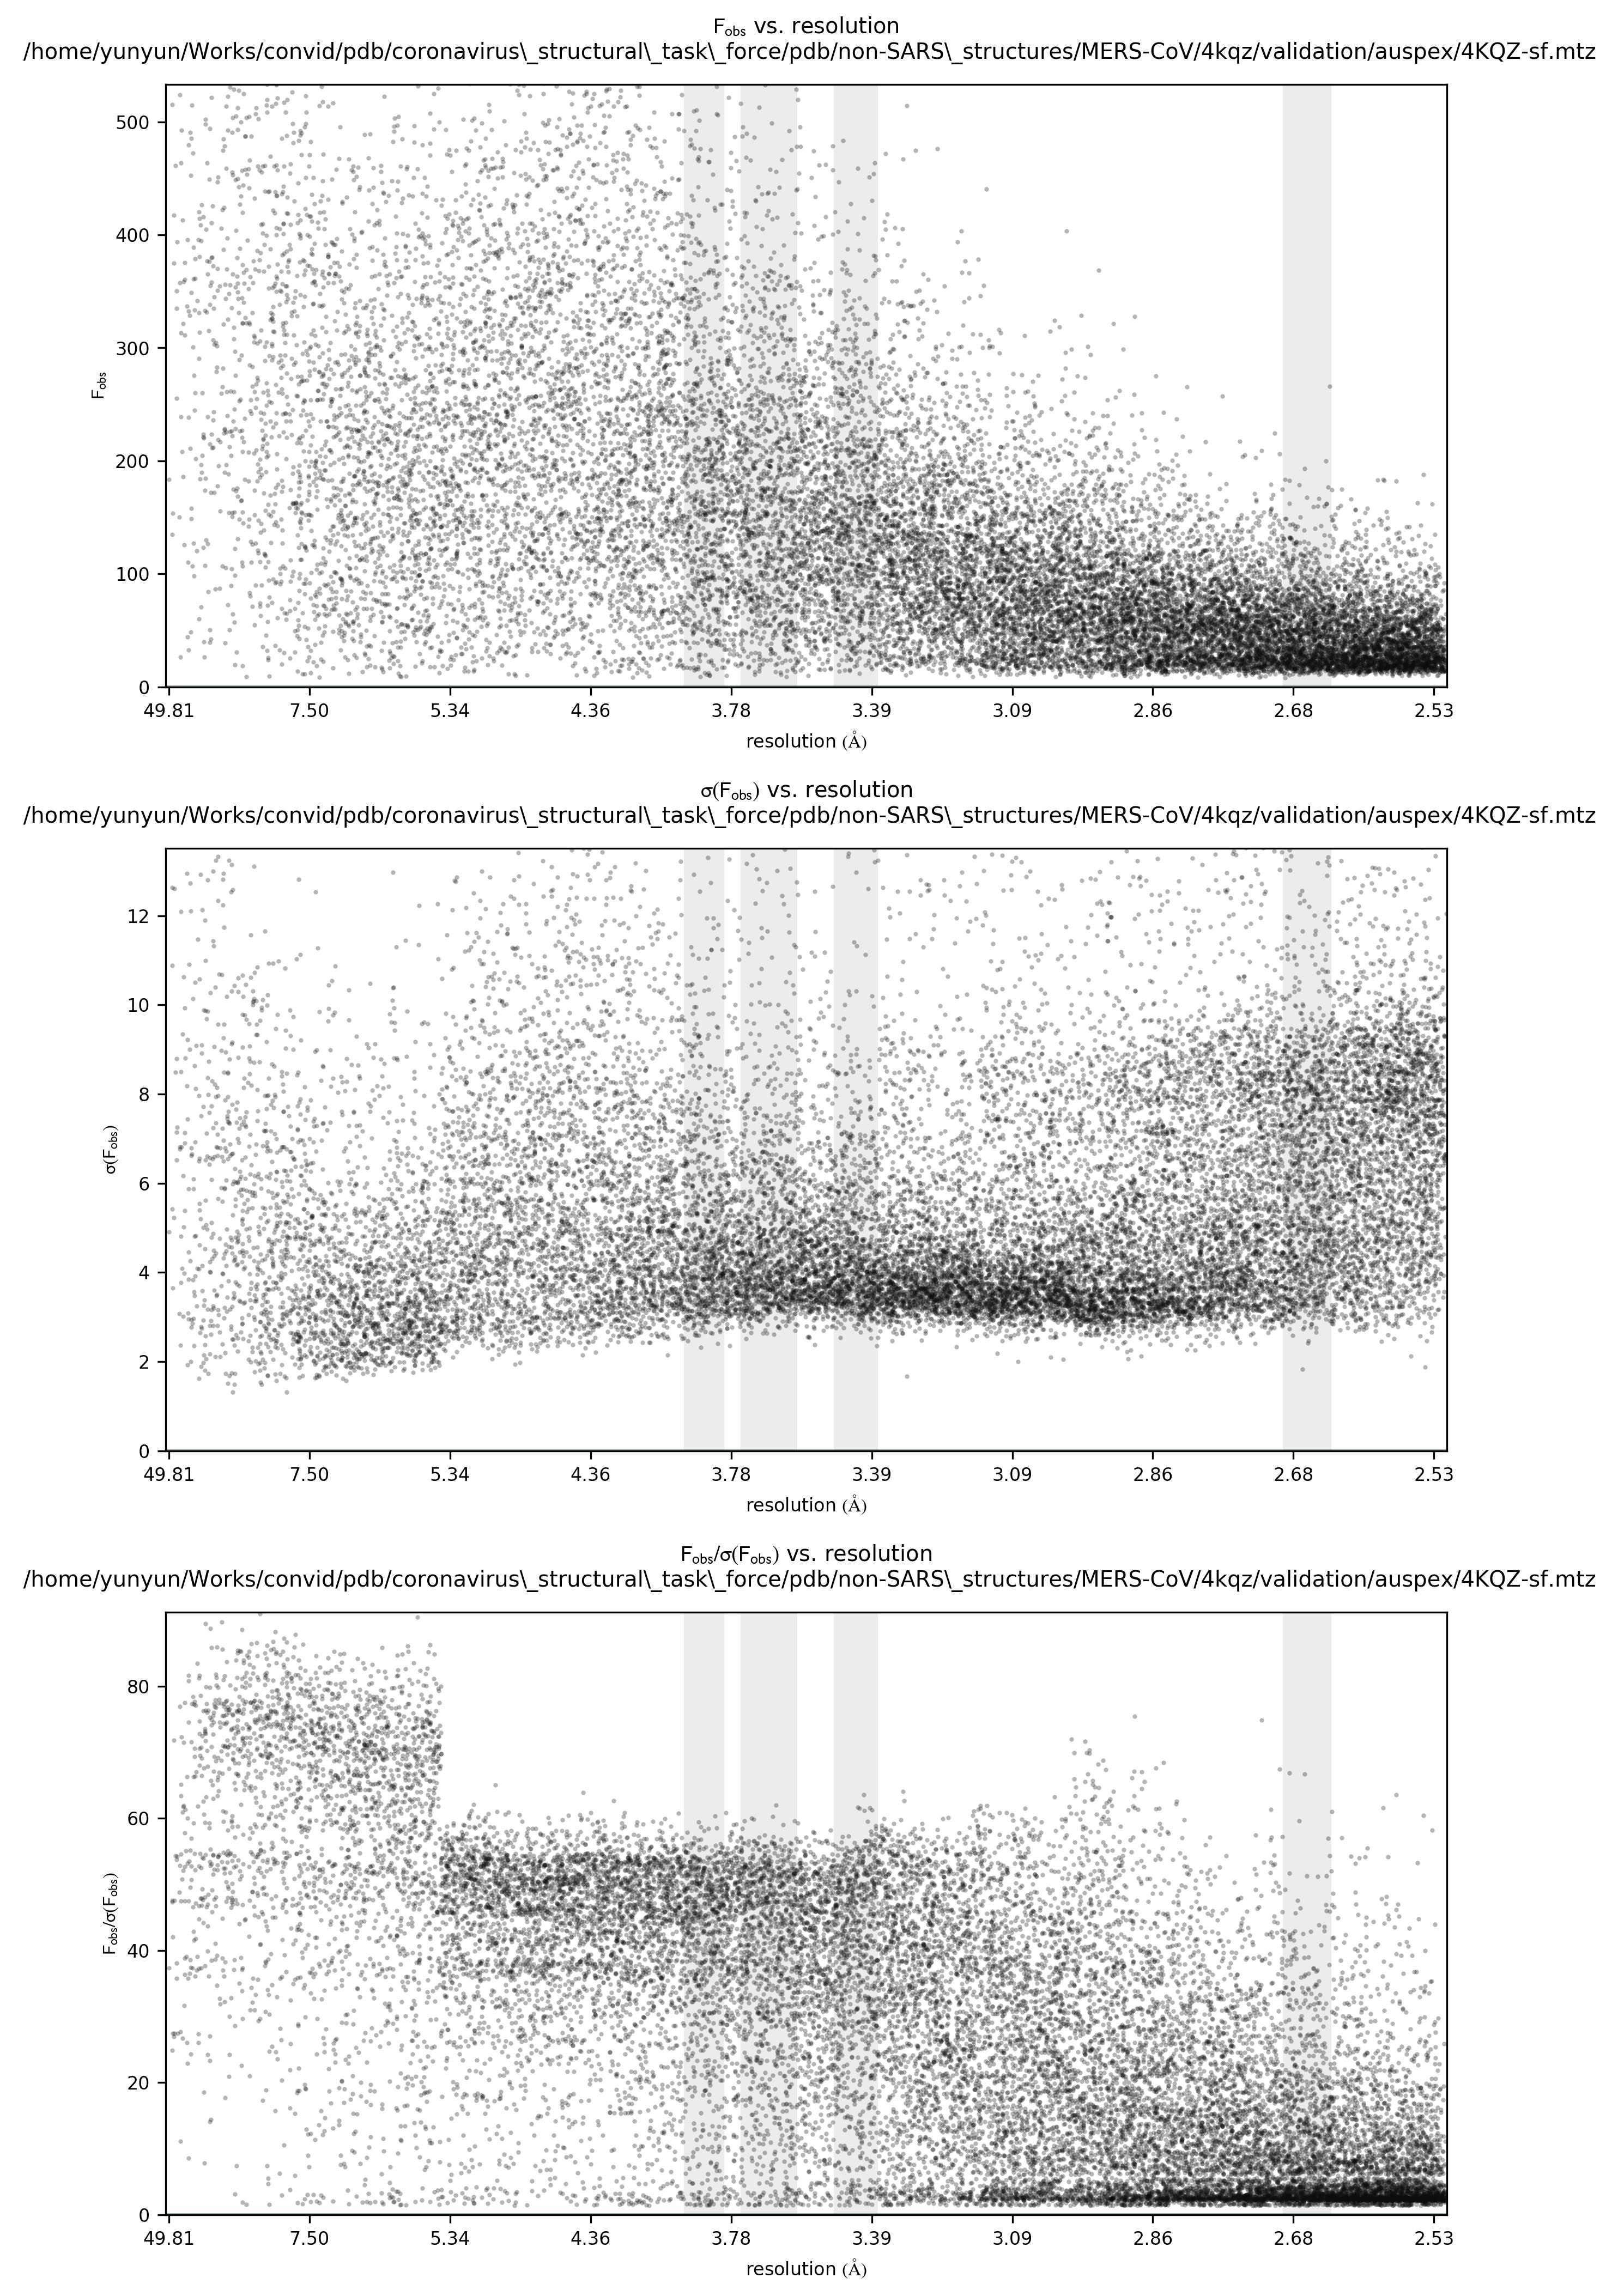 Fobs vs. resolution
/home/yunyun/Works/convid/pdb/coronavirus\_structural\_task\_force/pdb/non-SARS\_structures/MERS-CoV/4kqz/validation/auspex/4KQZ-sf.mtz
500
400
300
200
100
0
Fobs
49.81 7.50 5.34 4.36 3.78 3.39 3.09 2.86 2.68 2.53
resolution (Å)
σ(Fobs) vs. resolution
/home/yunyun/Works/convid/pdb/coronavirus\_structural\_task\_force/pdb/non-SARS\_structures/MERS-CoV/4kqz/validation/auspex/4KQZ-sf.mtz
12
10
8
6
4
2
0
σ(Fobs)
49.81 7.50 5.34 4.36 3.78 3.39 3.09 2.86 2.68 2.53
resolution (Å)
Fobs/σ(Fobs) vs. resolution
/home/yunyun/Works/convid/pdb/coronavirus\_structural\_task\_force/pdb/non-SARS\_structures/MERS-CoV/4kqz/validation/auspex/4KQZ-sf.mtz
80
60
40
20
0
Fobs/σ(Fobs)
49.81 7.50 5.34 4.36 3.78 3.39 3.09 2.86 2.68 2.53
resolution (Å)